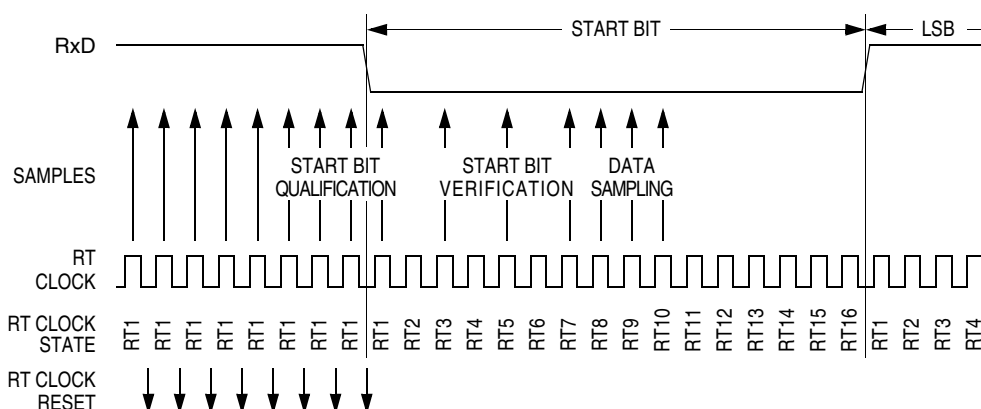 START BIT
LSB
RxD
SAMPLES
START BIT
QUALIFICATION
START BIT
VERIFICATION
DATA
SAMPLING
RT
CLOCK
RT CLOCK
STATE
RT1 RT1 RT1 RT1 RT1 RT1 RT1 RT1 RT1 RT2 RT3 RT4 RT5 RT6 RT7 RT8 RT9 RT10 RT11 RT12 RT13 RT14 RT15 RT16 RT1 RT2 RT3 RT4
RT CLOCK
RESET